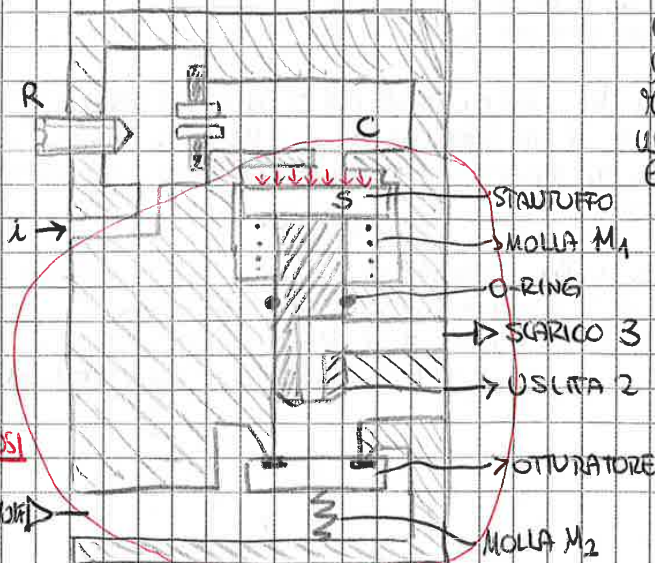 R
C
S
STANTUFFO
i
MOLLA M1
O-RING
SCARICO 3
USCITA 2
OTTURATORE
MOLLA M2